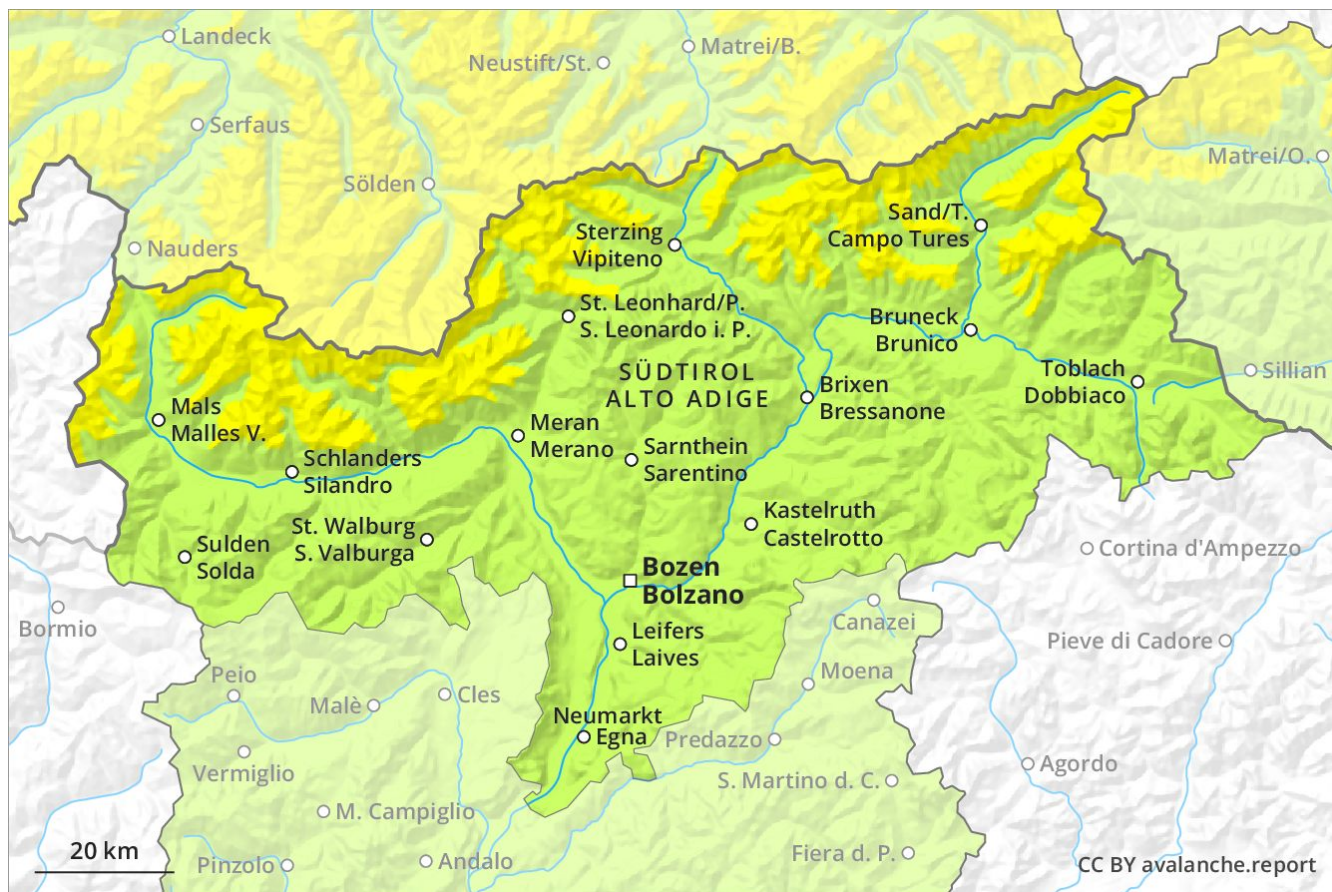 Landeck
Matrei/B.
Neustift/St.
Serfaus
Matrei/O.
Sölden
Sand/T.
Campo Tures
Sterzing
Vipiteno
Nauders
St. Leonhard/P.
S. Leonardo i. P.
Bruneck
Brunico
SÜDTIROL
ALTO ADIGE
Toblach
Dobbiaco
Sillian
Brixen
Bressanone
Mals
Malles V.
Meran
Merano
Sarnthein
Sarentino
Schlanders
Silandro
Kastelruth
Castelrotto
St. Walburg
S. Valburga
Sulden
Solda
Cortina d'Ampezzo
Bozen
Bolzano
Bormio
Canazei
Leifers
Laives
Pieve di Cadore
Peio
Moena
Malè
Cles
Neumarkt
Egna
Predazzo
Vermiglio
Agordo
S. Martino d. C.
M. Campiglio
20 km
Pinzolo
Andalo
Fiera d. P.
CC BY avalanche.report